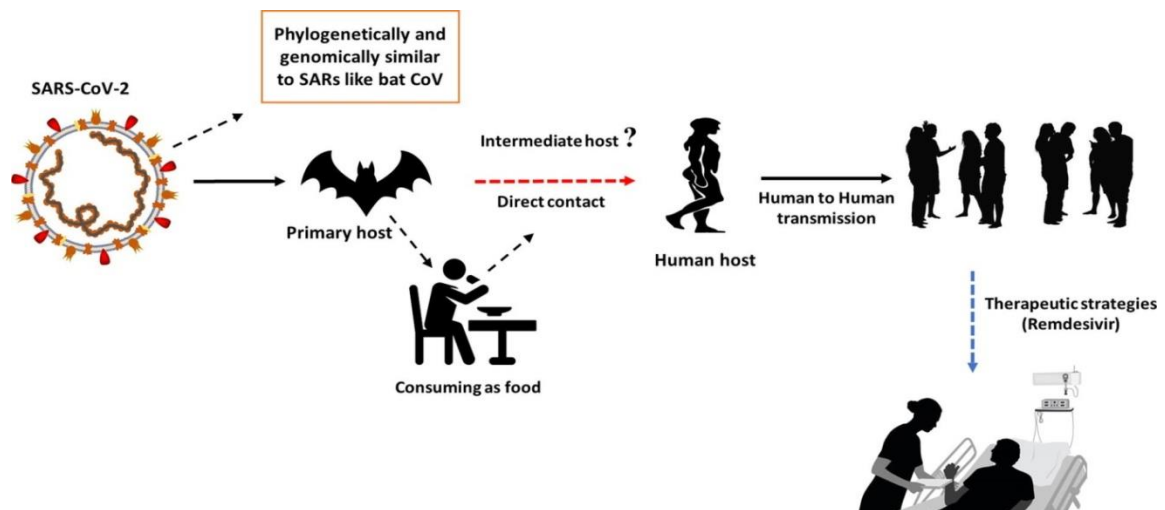 Phylogenetically and
genomically similar
to SARs like bat CoV
SARS-CoV-2
Intermediate host ?
Direct contact
Primary host
Human host
Human to Human
transmission
Consuming as food
Therapeutic strategies
(Remdesivir)